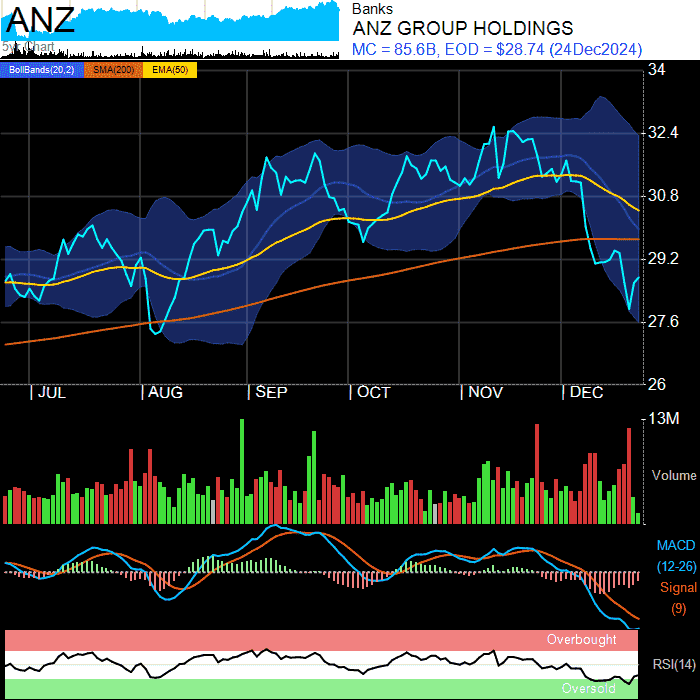 ANZ
5yr Chart
Banks
ANZ GROUP HOLDINGS
MC = 85.6B, EOD = $28.74 (24Dec2024)
BollBands(20,2) SMA(200) EMA(50)
34
32.4
30.8
29.2
27.6
26
JUL AUG SEP OCT NOV DEC
13M
Volume
MACD
(12-26)
Signal
(9)
Overbought
RSI(14)
Oversold